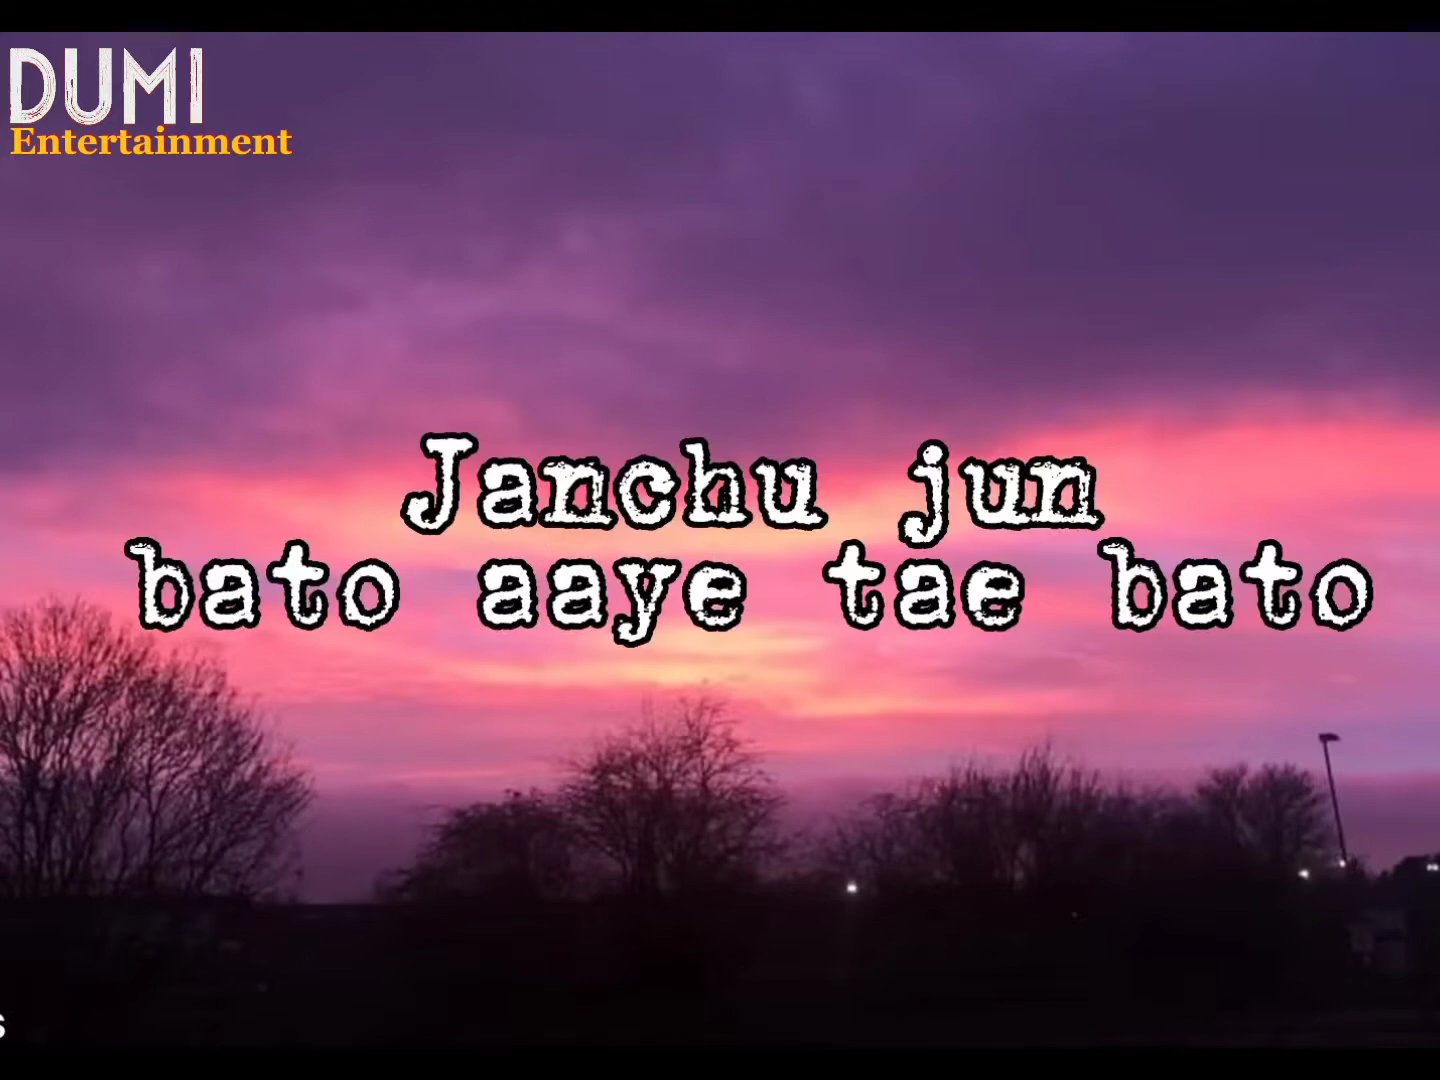 DUMI
Entertainment
Janchu jun
bato aaye tae bato
s